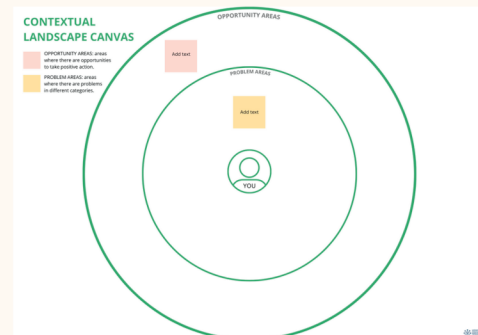 CONTEXTUAL
LANDSCAPE CANVAS
OPPORTUNITY AREAS: areas
where there are opportunities
to take positive action.
PROBLEM AREAS: areas
where there are problems
in different categories.
OPPORTUNITY AREAS
Add text
PROBLEM AREAS
Add text
YOU